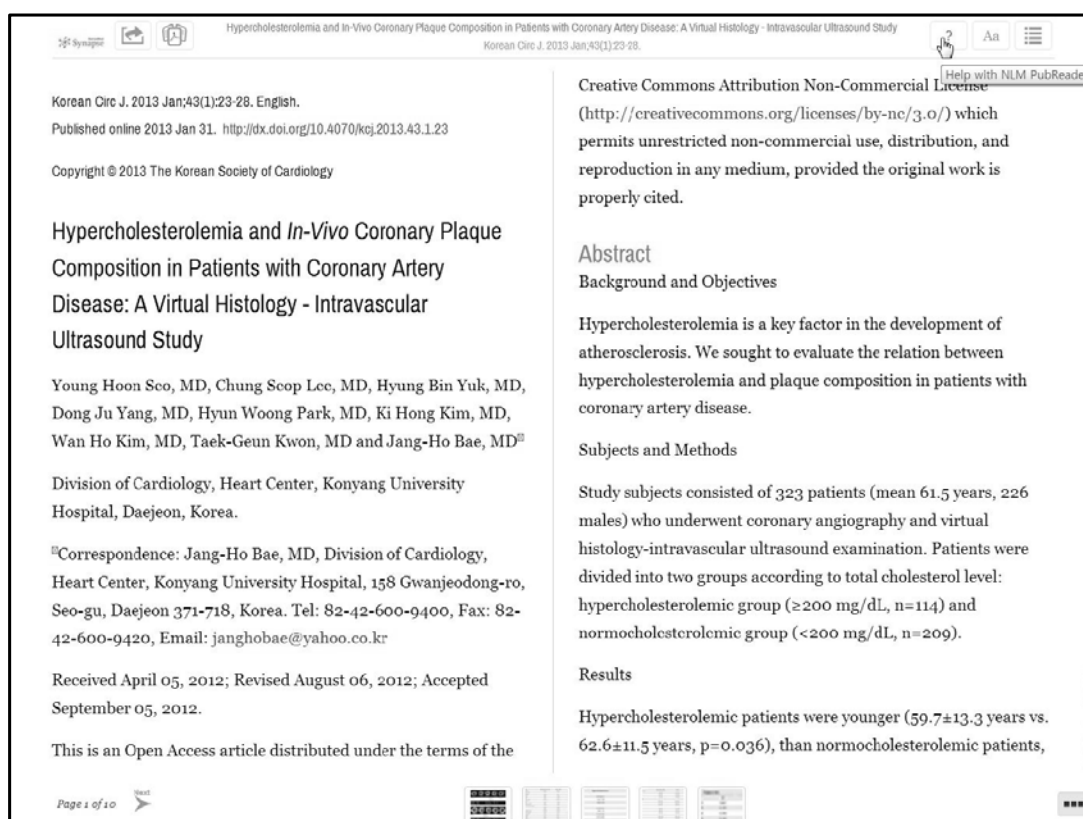 Synapse
Hypercholesterolemia and In-Vivo Coronary Plaque Composition in Patients with Coronary Artery Disease: A Virtual Histology - Intravascular Ultrasound Study
Korean Circ J. 2013 Jan;43(1):23-28.
?
Aa
Help with NLM PubReade
Korean Circ J. 2013 Jan;43(1):23-28. English.
Published online 2013 Jan 31. http://dx.doi.org/10.4070/kcj.2013.43.1.23
Copyright © 2013 The Korean Society of Cardiology
Hypercholesterolemia and In-Vivo Coronary Plaque
Composition in Patients with Coronary Artery
Disease: A Virtual Histology - Intravascular
Ultrasound Study
Young Hoon Seo, MD, Chung Seop Lee, MD, Hyung Bin Yuk, MD,
Dong Ju Yang, MD, Hyun Woong Park, MD, Ki Hong Kim, MD,
Wan Ho Kim, MD, Taek-Geun Kwon, MD and Jang-Ho Bae, MD
Division of Cardiology, Heart Center, Konyang University
Hospital, Daejeon, Korea.
Correspondence: Jang-Ho Bae, MD, Division of Cardiology,
Heart Center, Konyang University Hospital, 158 Gwanjeodong-ro,
Seo-gu, Daejeon 371-718, Korea. Tel: 82-42-600-9400, Fax: 82-
42-600-9420, Email: janghobae@yahoo.co.kr
Received April 05, 2012; Revised August 06, 2012; Accepted
September 05, 2012.
This is an Open Access article distributed under the terms of the
Creative Commons Attribution Non-Commercial License
(http://creativecommons.org/licenses/by-nc/3.0/) which
permits unrestricted non-commercial use, distribution, and
reproduction in any medium, provided the original work is
properly cited.
Abstract
Background and Objectives
Hypercholesterolemia is a key factor in the development of
atherosclerosis. We sought to evaluate the relation between
hypercholesterolemia and plaque composition in patients with
coronary artery disease.
Subjects and Methods
Study subjects consisted of 323 patients (mean 61.5 years, 226
males) who underwent coronary angiography and virtual
histology-intravascular ultrasound examination. Patients were
divided into two groups according to total cholesterol level:
hypercholesterolemic group (≥200 mg/dL, n=114) and
normocholesterolemic group (<200 mg/dL, n=209).
Results
Hypercholesterolemic patients were younger (59.7±13.3 years vs.
62.6±11.5 years, p=0.036), than normocholesterolemic patients,
Page 1 of 10
Next